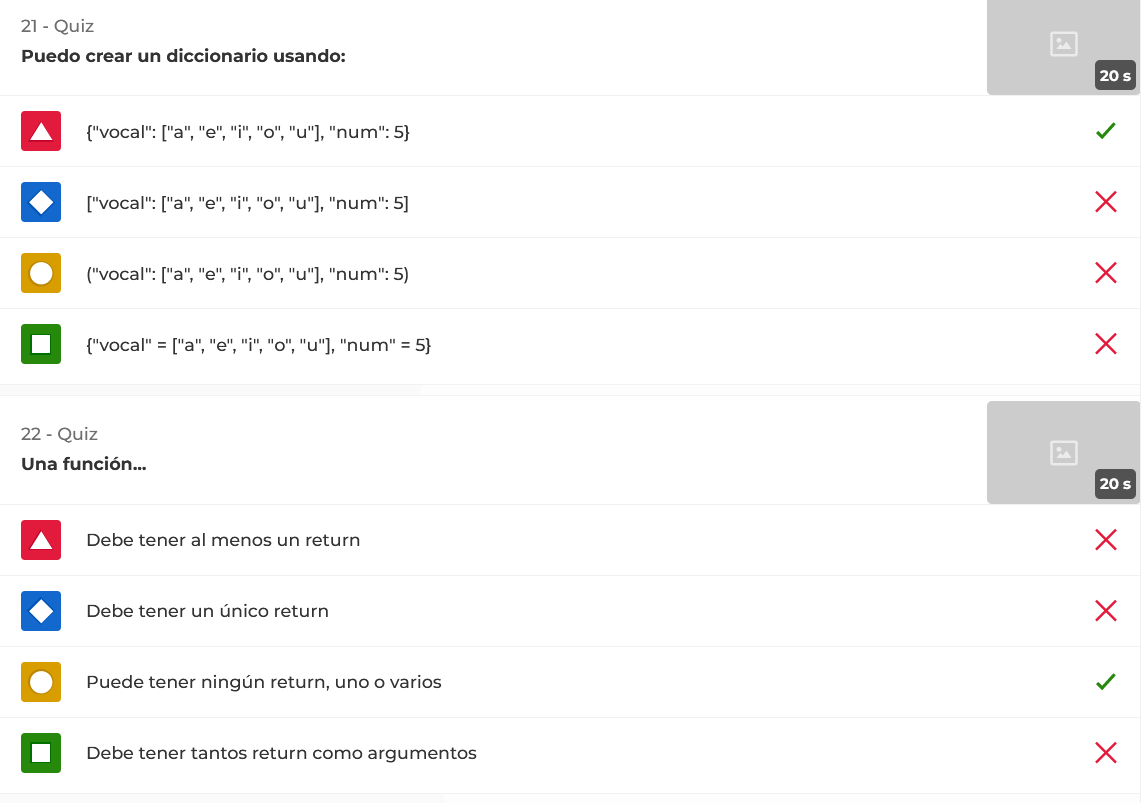 21 - Quiz
Puedo crear un diccionario usando:
20 s
{"vocal": ["a", "e", "i", "o", "u"], "num": 5}
["vocal": ["a", "e", "i", "o", "u"], "num": 5]
("vocal": ["a", "e", "i", "o", "u"], "num": 5)
{"vocal" = ["a", "e", "i", "o", "u"], "num" = 5}
22 - Quiz
Una función...
20 s
Debe tener al menos un return
Debe tener un único return
Puede tener ningún return, uno o varios
Debe tener tantos return como argumentos